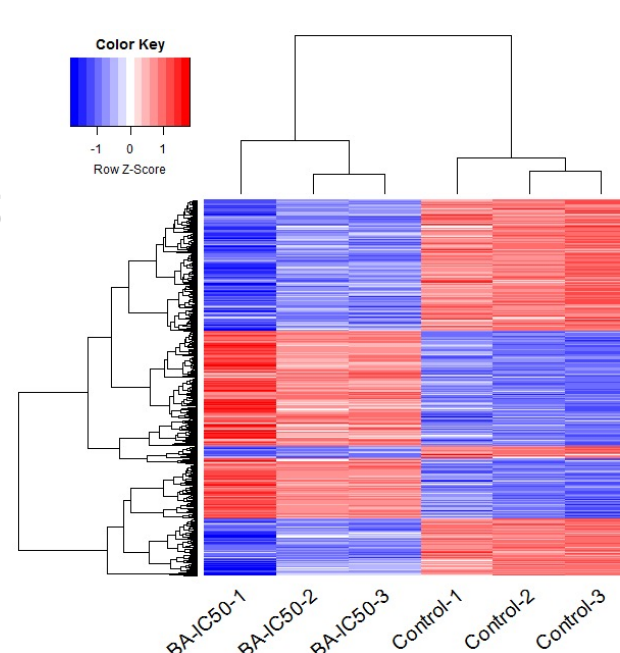 Color Key
-1 0 1
Row Z-Score
BA-IC50-1 BA-IC50-2 BA-IC50-3 Control-1 Control-2 Control-3